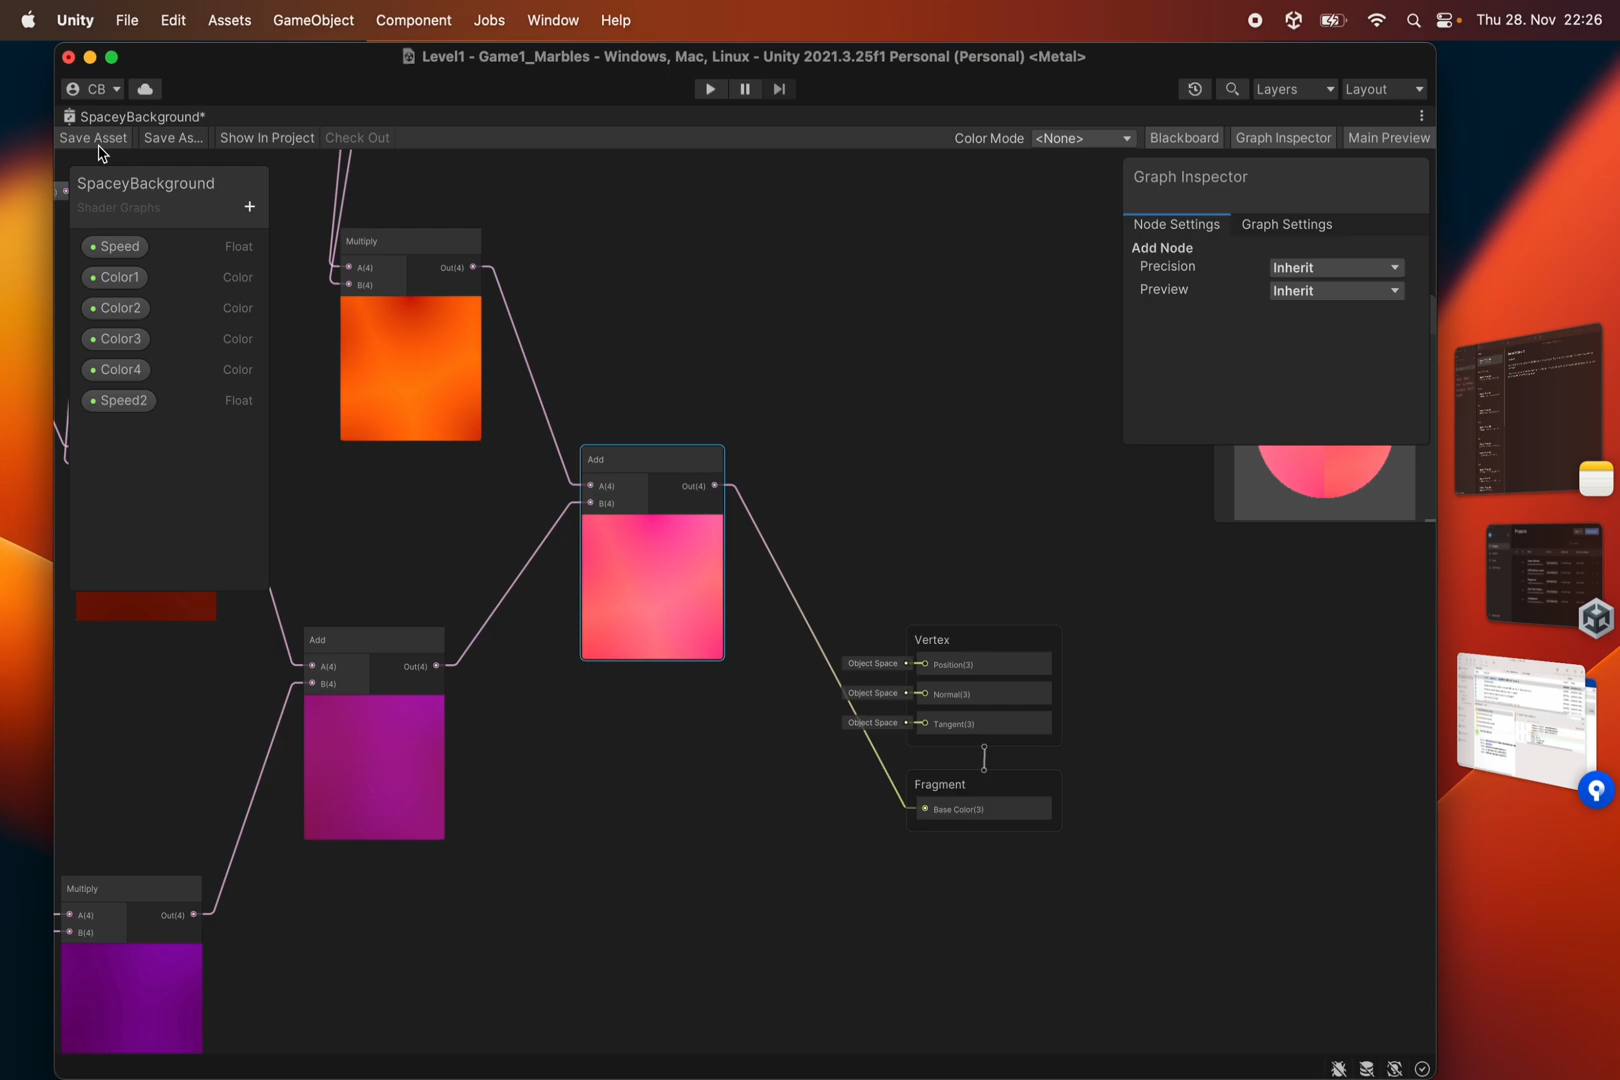 Unity File Edit Assets GameObject Component Jobs Window Help
Thu 28. Nov 22:26
Level1 - Game1_Marbles - Windows, Mac, Linux - Unity 2021.3.25f1 Personal (Personal) <Metal>
CB
Layers
Layout
SpaceyBackground*
Save Asset Save As... Show In Project Check Out
Color Mode <None> Blackboard Graph Inspector Main Preview
SpaceyBackground
Shader Graphs
+
Speed Float
Color1 Color
Color2 Color
Color3 Color
Color4 Color
Speed2 Float
Multiply
A(4) Out(4)
B(4)
Graph Inspector
Node Settings Graph Settings
Add Node
Precision Inherit
Preview Inherit
Add
A(4) Out(4)
B(4)
Add
A(4) Out(4)
B(4)
Vertex
Object Space Position(3)
Object Space Normal(3)
Object Space Tangent(3)
Fragment
Base Color(3)
Multiply
A(4) Out(4)
B(4)